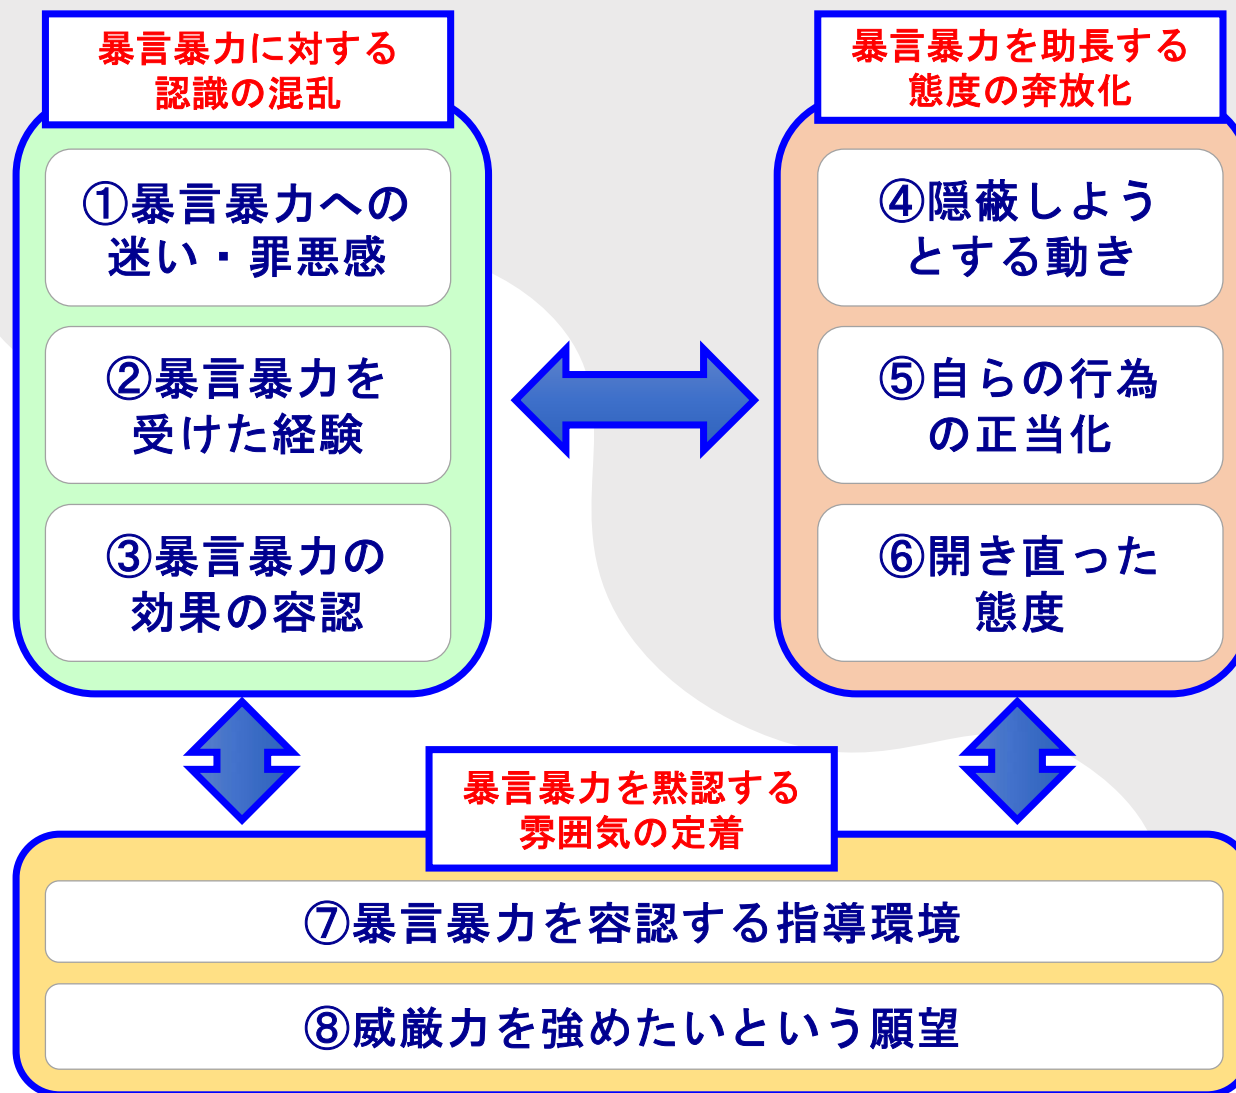 暴言暴力に対する
認識の混乱
①暴言暴力への
迷い・罪悪感
②暴言暴力を
受けた経験
③暴言暴力の
効果の容認
暴言暴力を助長する
態度の奔放化
④隠蔽しよう
とする動き
⑤自らの行為
の正当化
⑥開き直った
態度
暴言暴力を黙認する
雰囲気の定着
⑦暴言暴力を容認する指導環境
⑧威厳力を強めたいという願望